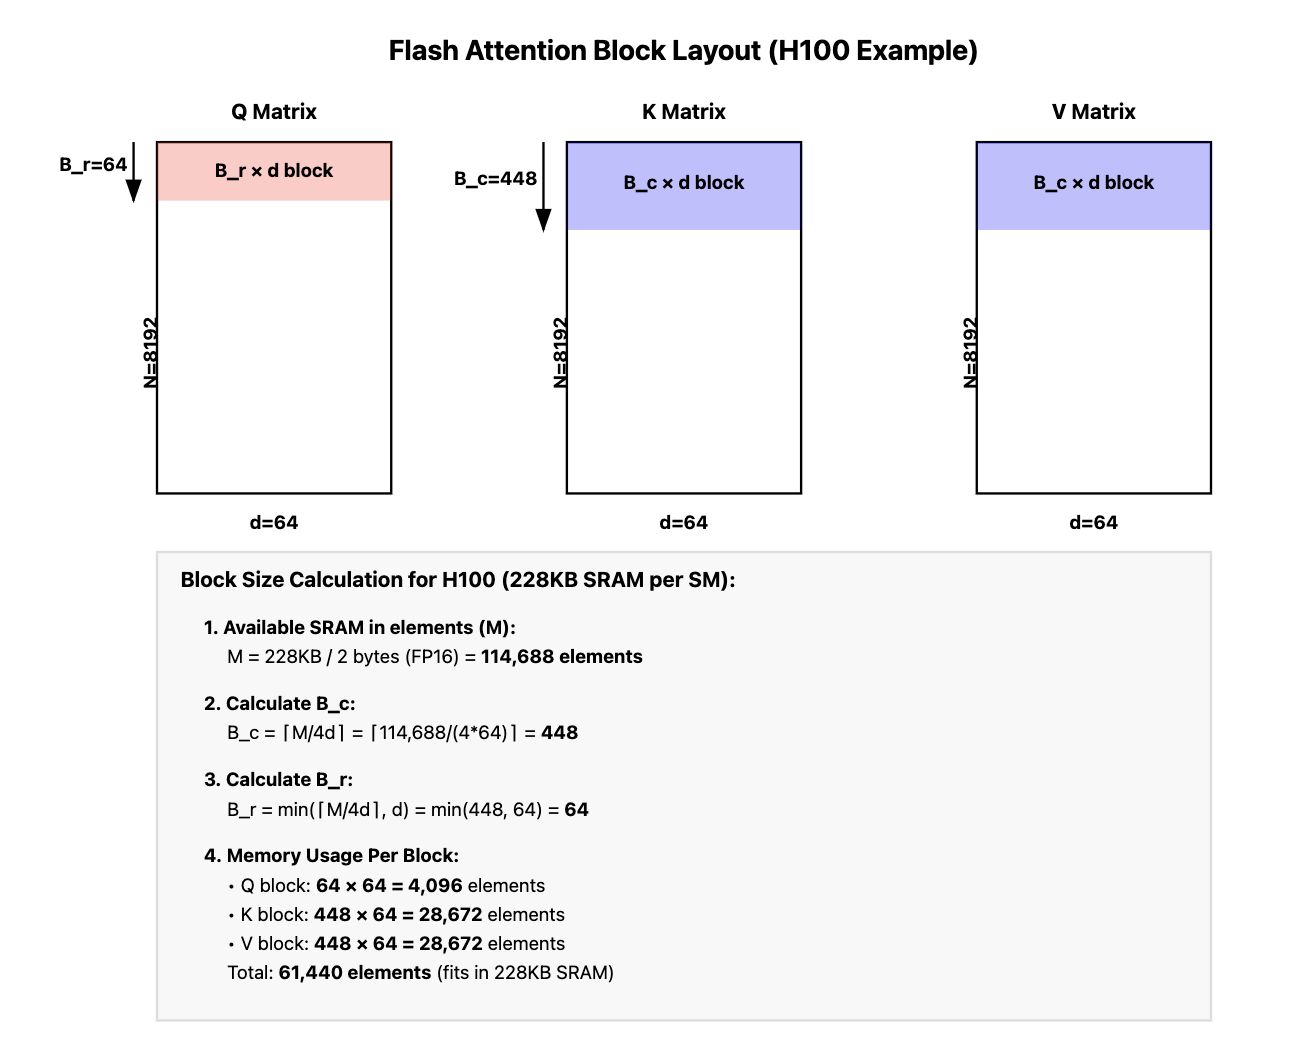 Flash Attention Block Layout (H100 Example)
Q Matrix
K Matrix
V Matrix
B_r=64
B_r × d block
B_c=448
B_c × d block
B_c × d block
N=8192
N=8192
N=8192
d=64
d=64
d=64
Block Size Calculation for H100 (228KB SRAM per SM):
1. Available SRAM in elements (M):
M = 228KB / 2 bytes (FP16) = 114,688 elements
2. Calculate B_c:
B_c = ⌈M/4d⌉ = ⌈114,688/(4*64)⌉ = 448
3. Calculate B_r:
B_r = min(⌈M/4d⌉, d) = min(448, 64) = 64
4. Memory Usage Per Block:
• Q block: 64 × 64 = 4,096 elements
• K block: 448 × 64 = 28,672 elements
• V block: 448 × 64 = 28,672 elements
Total: 61,440 elements (fits in 228KB SRAM)